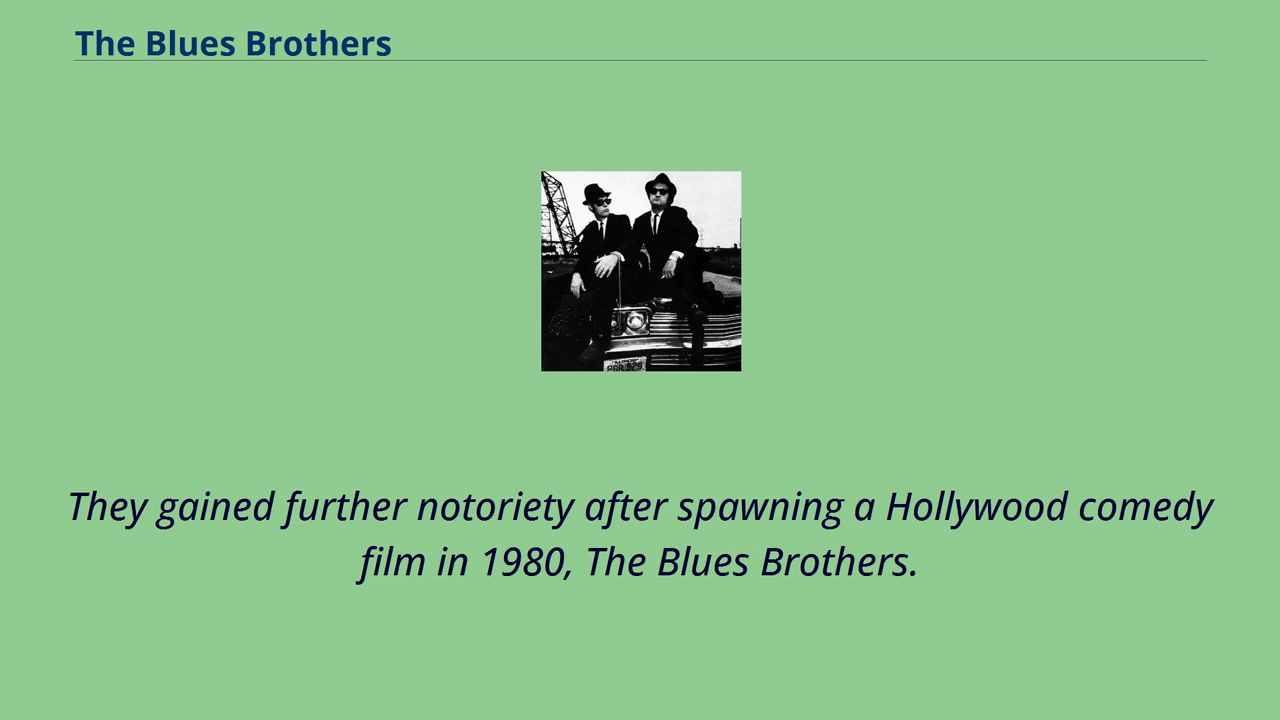 The Blues Brothers
They gained further notoriety after spawning a Hollywood comedy
film in 1980, The Blues Brothers.